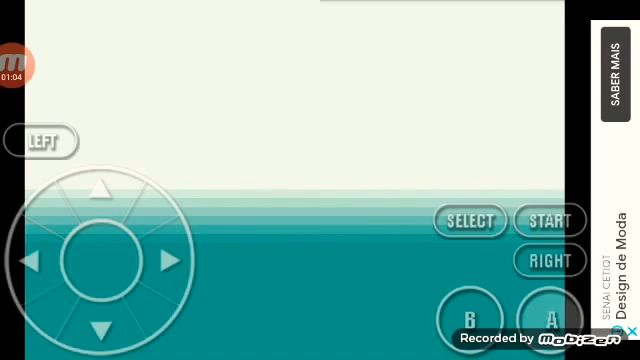 01:04
LEFT
SELECT
START
RIGHT
B
A
Recorded by mobizen
SABER MAIS
SENAI CETIQT
Design de Moda